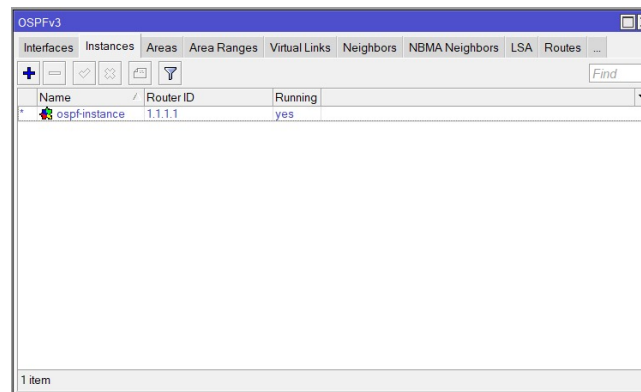 OSPFv3
Interfaces Instances Areas Area Ranges Virtual Links Neighbors NBMA Neighbors LSA Routes ...
Find
Name Router ID Running
* ospf-instance 1.1.1.1 yes
1 item